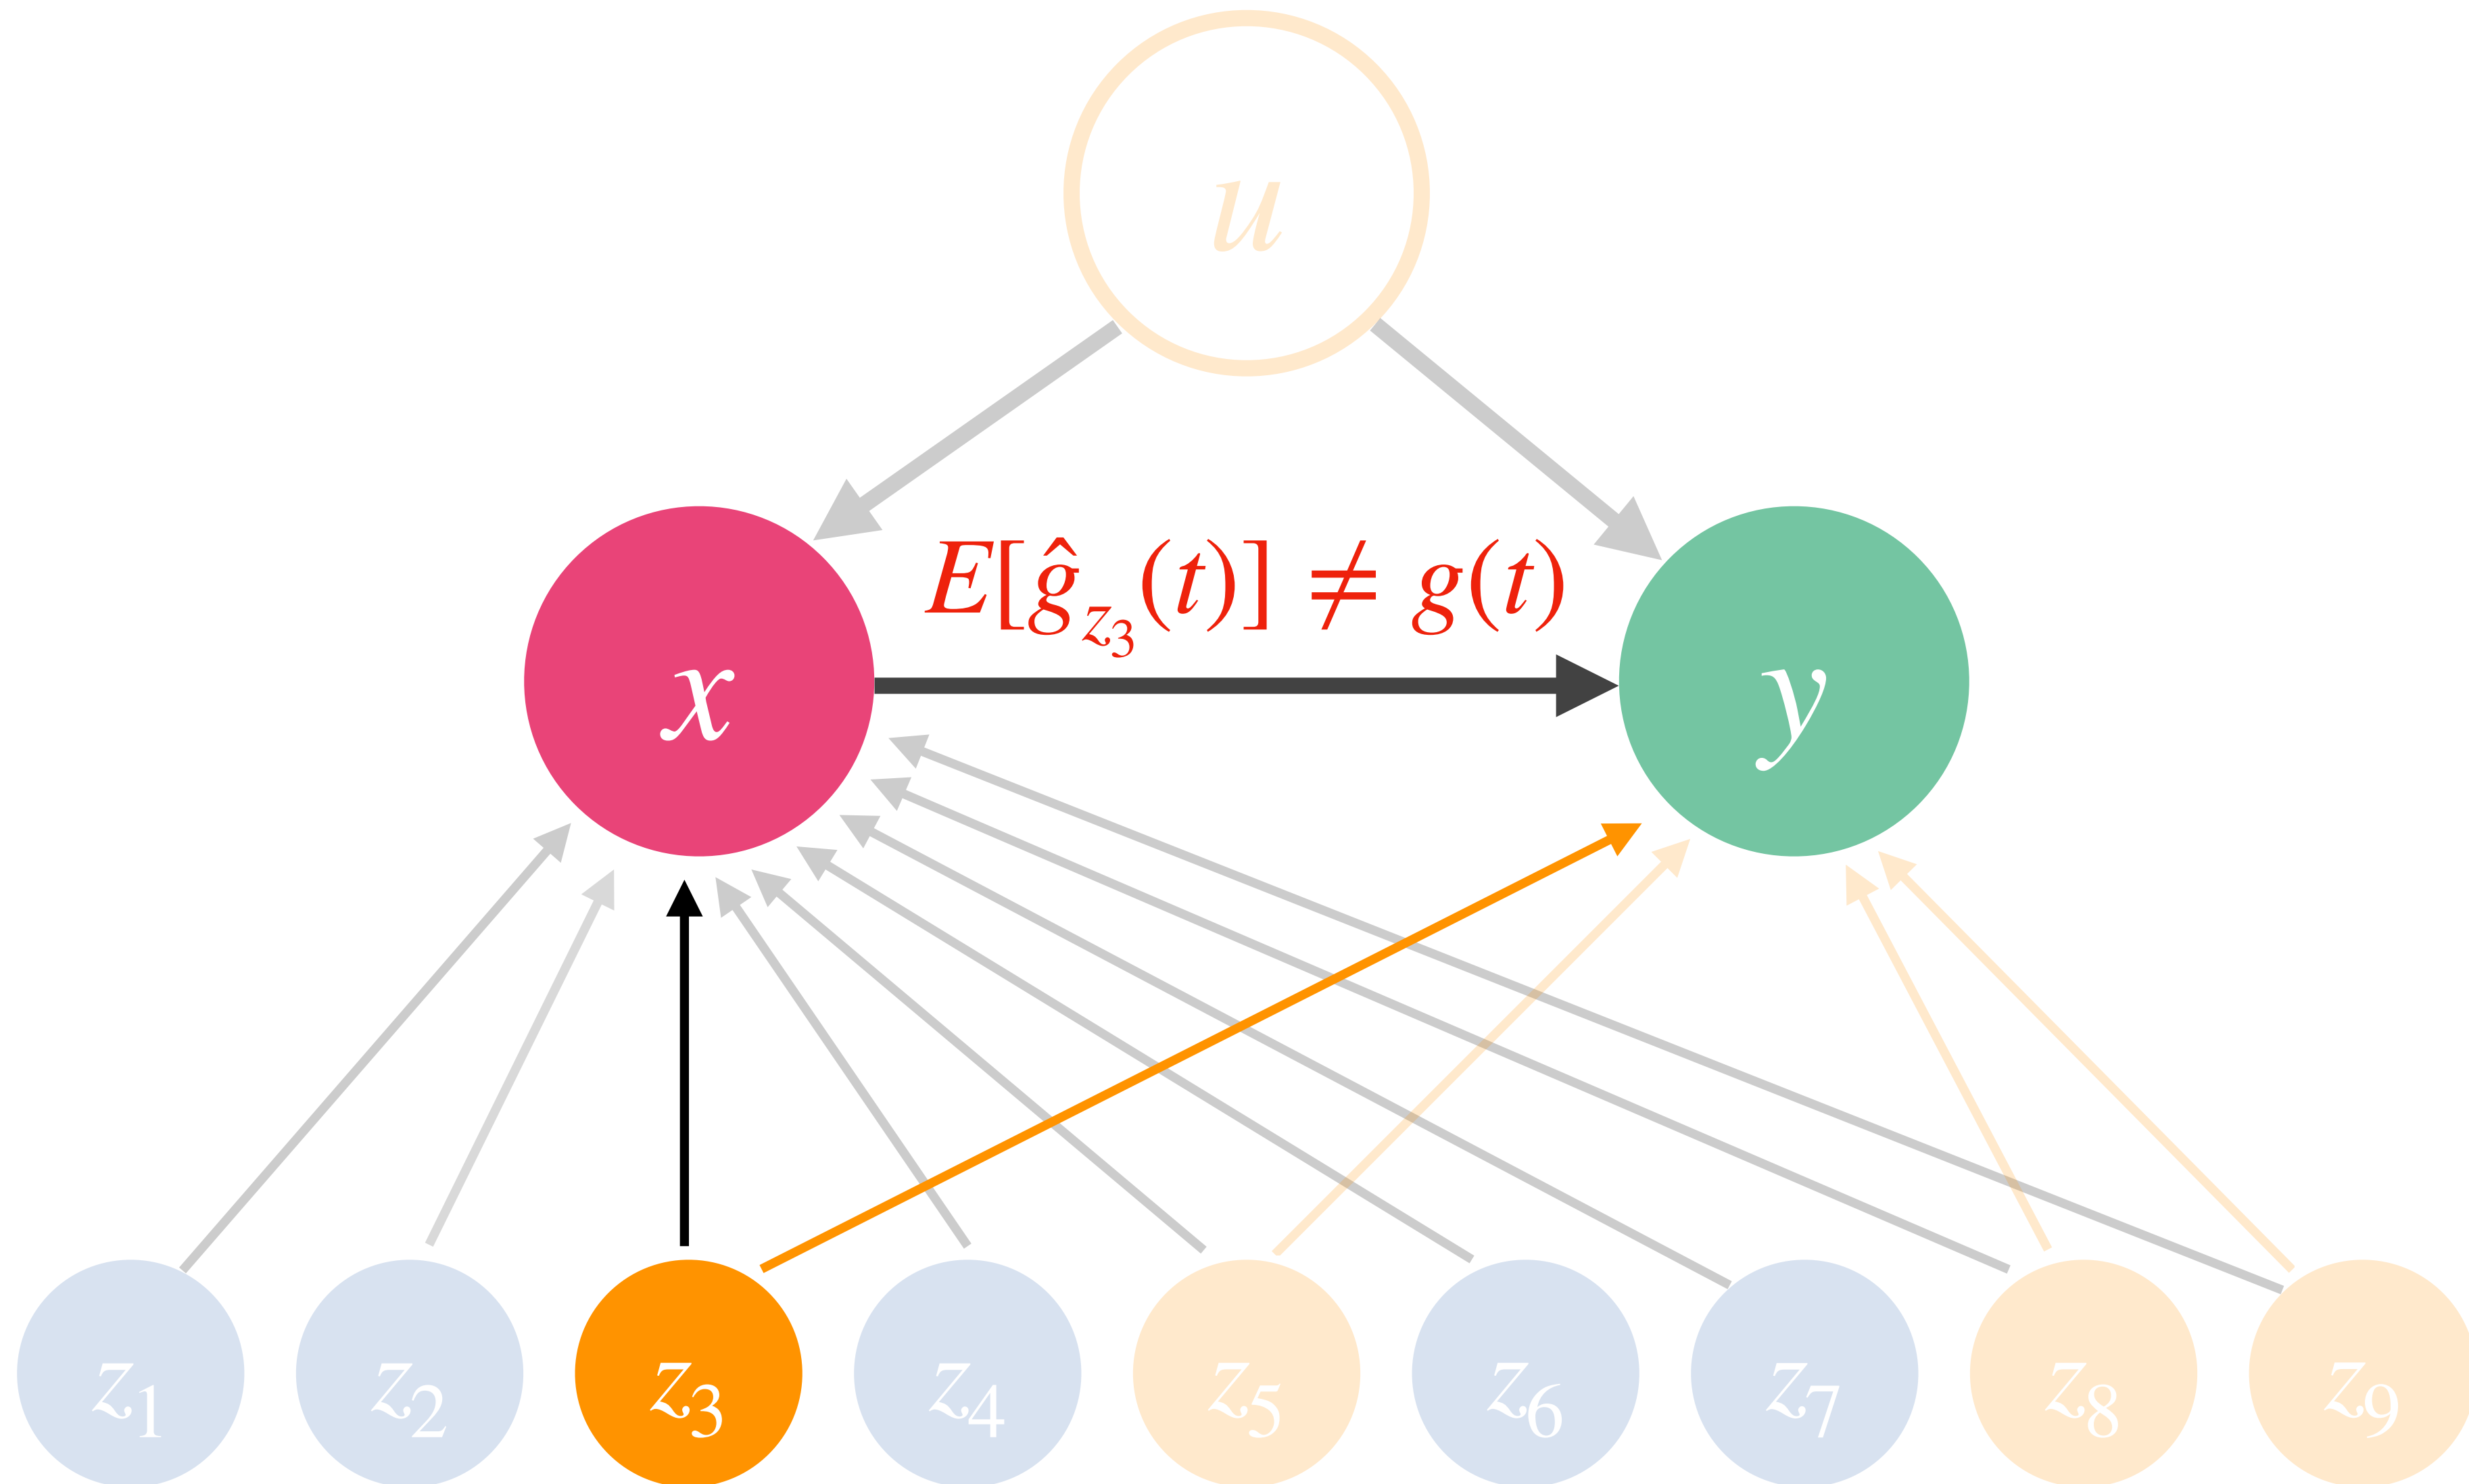 u
E[ĝ_{z_3}(t)] ≠ g(t)
x
y
z_1
z_2
z_3
z_4
z_5
z_6
z_7
z_8
z_9